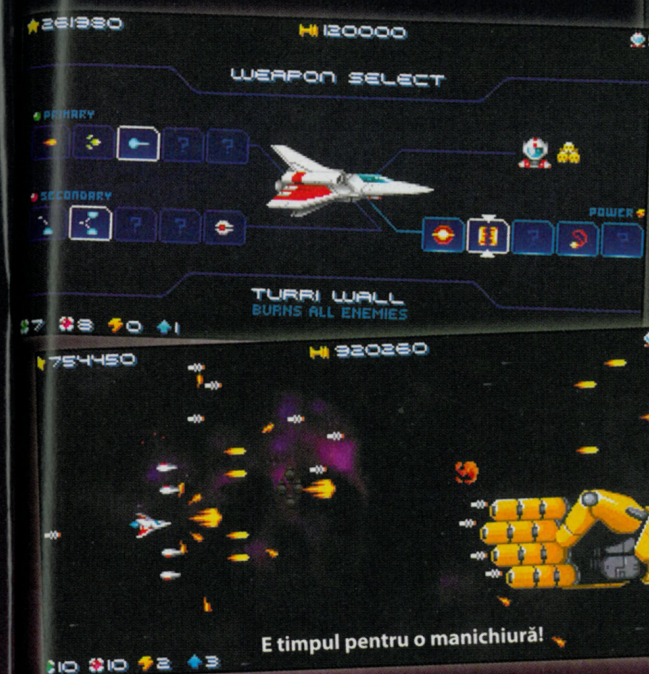 261980 HI 120000
WEAPON SELECT
PRIMARY
? ?
SECONDARY
? ?
POWER
? ?
TURRI WALL
BURNS ALL ENEMIES
7 8 0 1
754450 HI 920260
E timpul pentru o manichiură!
10 10 2 3